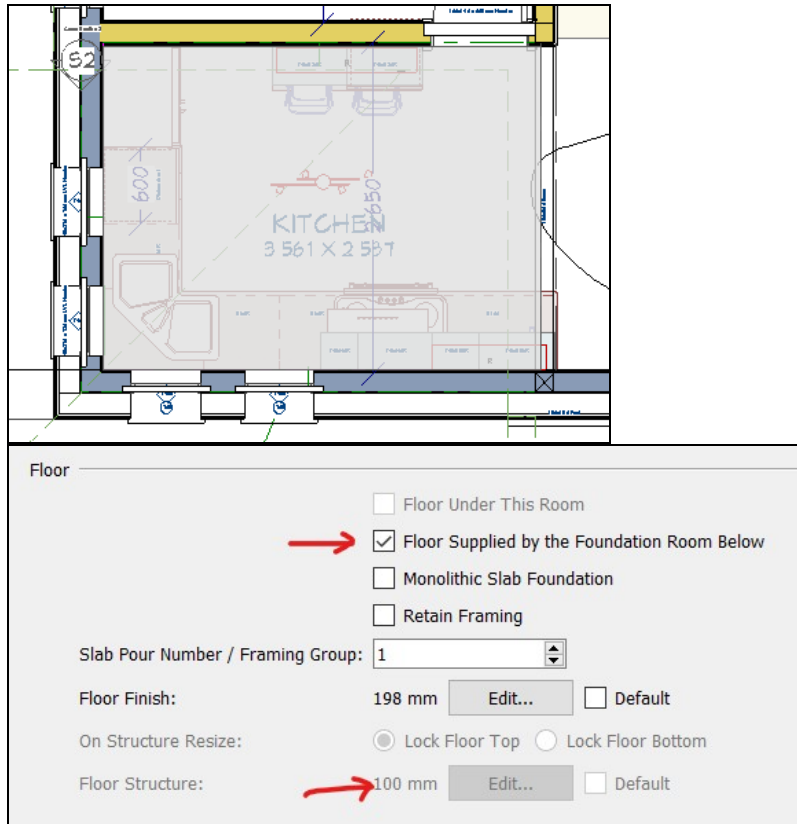 S2
600
2650
KITCHEN
3 561 X 2 537
Floor
Floor Under This Room
Floor Supplied by the Foundation Room Below
Monolithic Slab Foundation
Retain Framing
Slab Pour Number / Framing Group: 1
Floor Finish: 198 mm Edit... Default
On Structure Resize: Lock Floor Top Lock Floor Bottom
Floor Structure: 100 mm Edit... Default